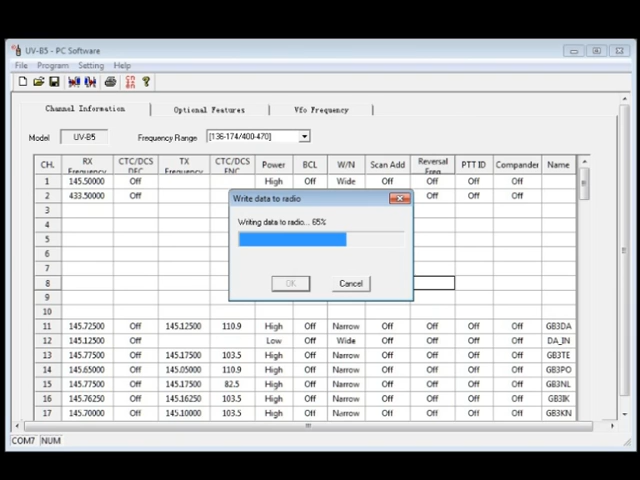 UV-B5 - PC Software
File Program Setting Help
Channel Information Optional Features Vfo Frequency
Model UV-B5 Frequency Range [136-174/400-470]
CH. RX Frequency CTC/DCS DEC TX Frequency CTC/DCS ENC Power BCL W/N Scan Add Reversal Freq PTT ID Compander Name
1 145.50000 Off High Off Wide Off Off Off Off
2 433.50000 Off
3
4
5
6
7
8
9
10
11 145.72500 Off 145.12500 110.9 High Off Narrow Off Off Off Off GB3DA
12 145.12500 Off Low Off Wide Off Off Off Off DA_IN
13 145.77500 Off 145.17500 103.5 High Off Narrow Off Off Off Off GB3TE
14 145.65000 Off 145.05000 110.9 High Off Narrow Off Off Off Off GB3PO
15 145.77500 Off 145.17500 82.5 High Off Narrow Off Off Off Off GB3NL
16 145.76250 Off 145.16250 103.5 High Off Narrow Off Off Off Off GB3IK
17 145.70000 Off 145.10000 103.5 High Off Narrow Off Off Off Off GB3KN
Write data to radio
Writing data to radio... 65%
OK Cancel
COM7 NUM